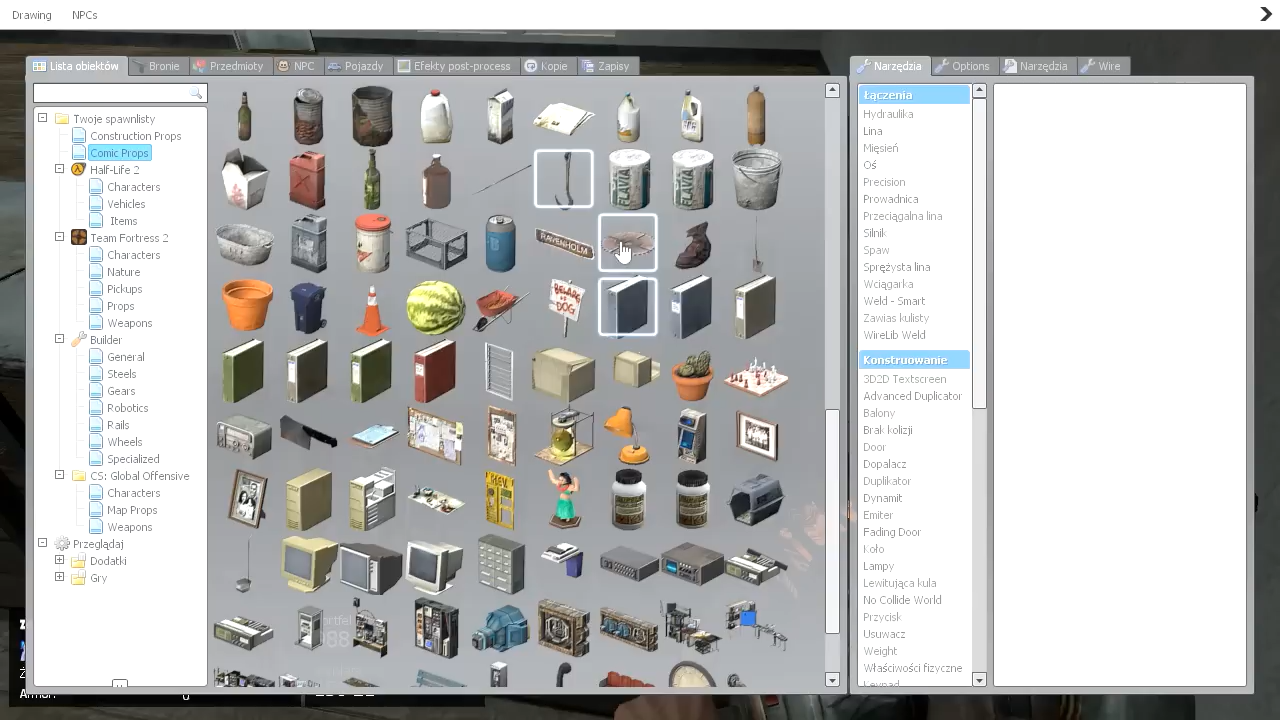 Drawing NPCs
Lista obiektów Bronie Przedmioty NPC Pojazdy Efekty post-process Kopie Zapisy
Narzędzia Options Narzędzia Wire
Twoje spawnlisty
Construction Props
Comic Props
Half-Life 2
Characters
Vehicles
Items
Team Fortress 2
Characters
Nature
Pickups
Props
Weapons
Builder
General
Steels
Gears
Robotics
Rails
Wheels
Specialized
CS: Global Offensive
Characters
Map Props
Weapons
Przeglądaj
Dodatki
Gry
FLAVIA
FLAVIA
RAVENHOLM
BEWARE OF DOG
Łączenia
Hydraulika
Lina
Mięsień
Oś
Precision
Prowadnica
Przeciągalna lina
Silnik
Spaw
Sprężysta lina
Wciągarka
Weld - Smart
Zawias kulisty
WireLib Weld
Konstruowanie
3D2D Textscreen
Advanced Duplicator
Balony
Brak kolizji
Door
Dopalacz
Duplikator
Dynamit
Emiter
Fading Door
Koło
Lampy
Lewitująca kula
No Collide World
Przycisk
Usuwacz
Weight
Właściwości fizyczne
Keypad